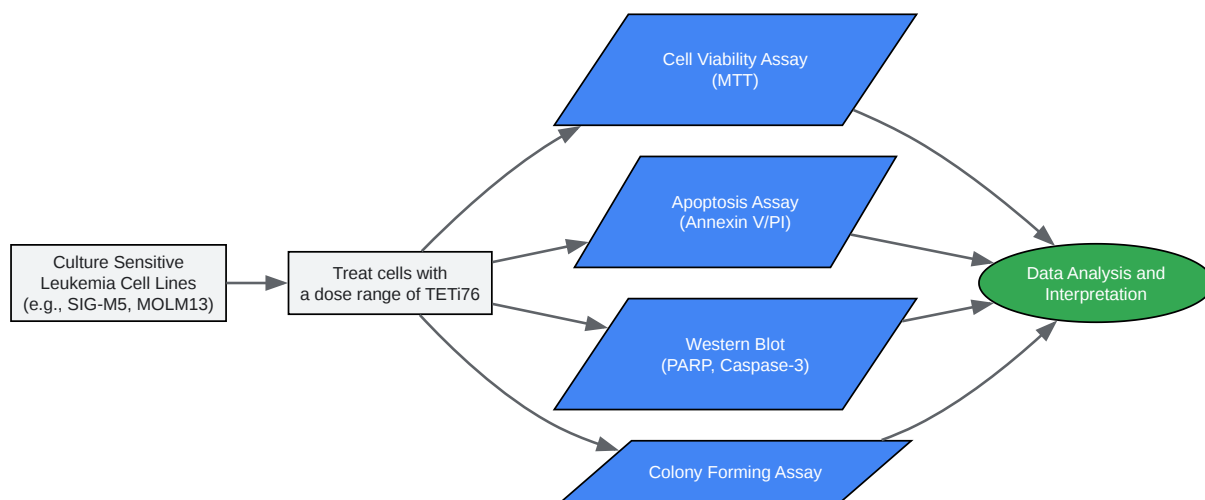 Culture Sensitive
Leukemia Cell Lines
(e.g., SIG-M5, MOLM13)
Treat cells with
a dose range of TETi76
Cell Viability Assay
(MTT)
Apoptosis Assay
(Annexin V/PI)
Western Blot
(PARP, Caspase-3)
Colony Forming Assay
Data Analysis and
Interpretation